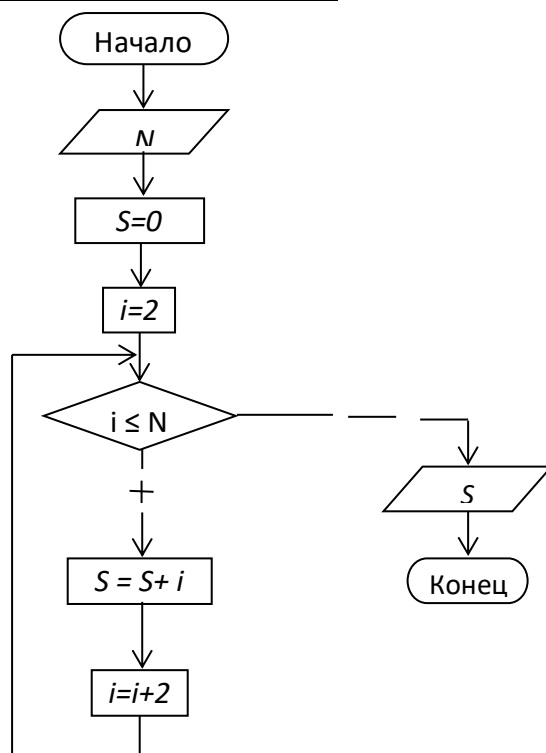 Начало
N
S=0
i=2
i ≤ N
S
+
S = S+ i
Конец
i=i+2